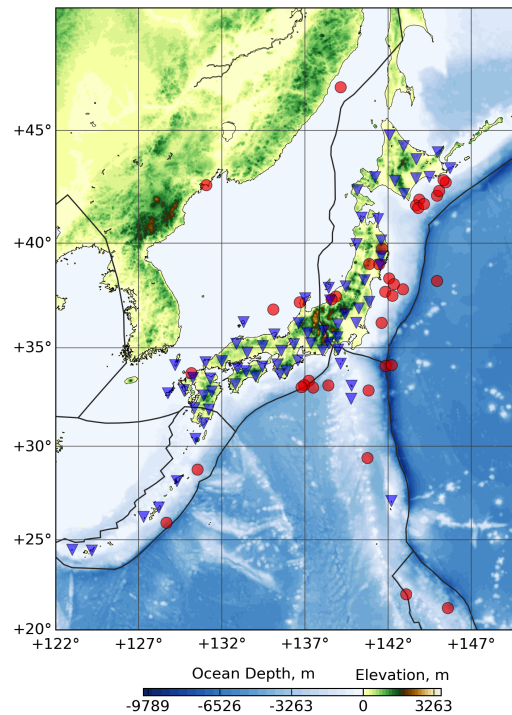 +45°
+40°
+35°
+30°
+25°
+20°
+122° +127° +132° +137° +142° +147°
Ocean Depth, m Elevation, m
-9789 -6526 -3263 0 3263